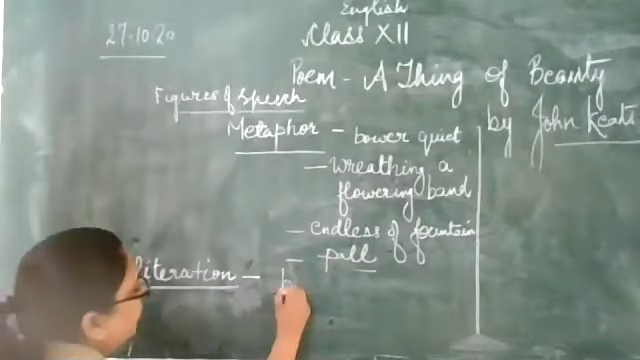 English
27.10.20
Class XII
Poem - A Thing of Beauty
by John Keats
Figures of Speech
Metaphor - bower quiet
- wreathing a
flowering band
- endless of fountain
- pall
literation -